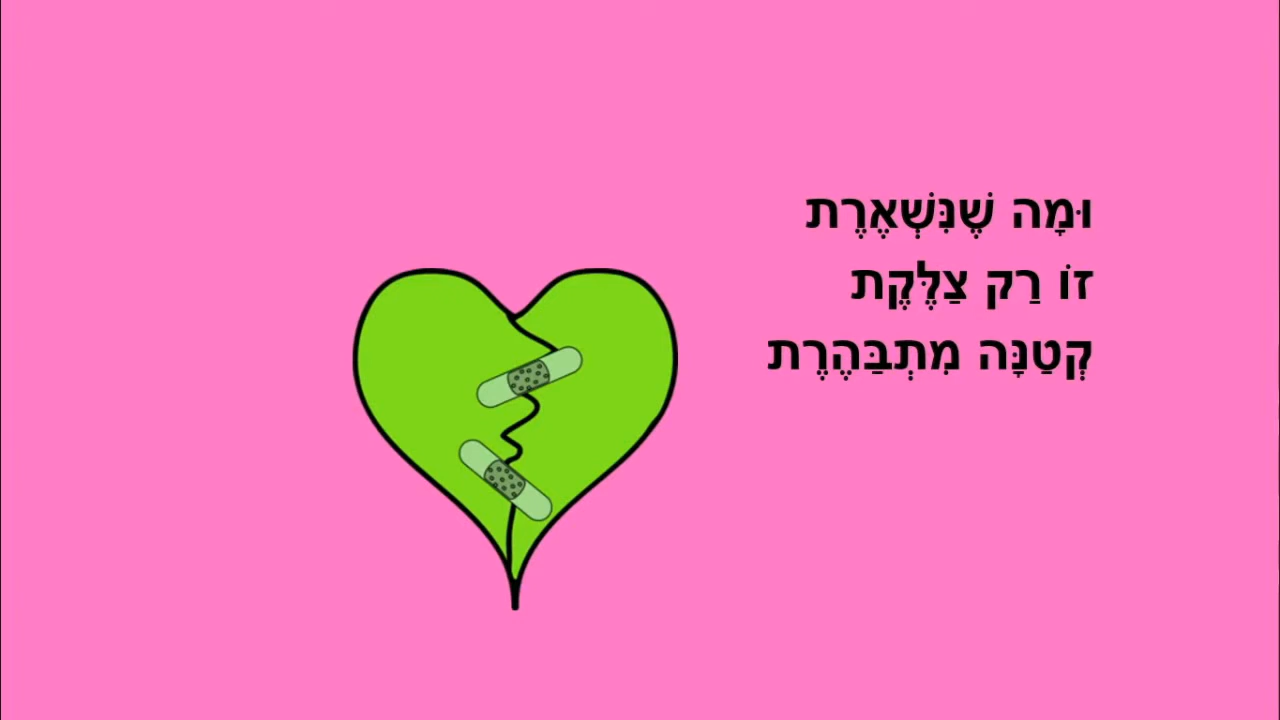 וּמָה שֶׁנִּשְׁאֶרֶת
זוֹ רַק צַלֶּקֶת
קְטַנָּה מִתְבַּהֶרֶת